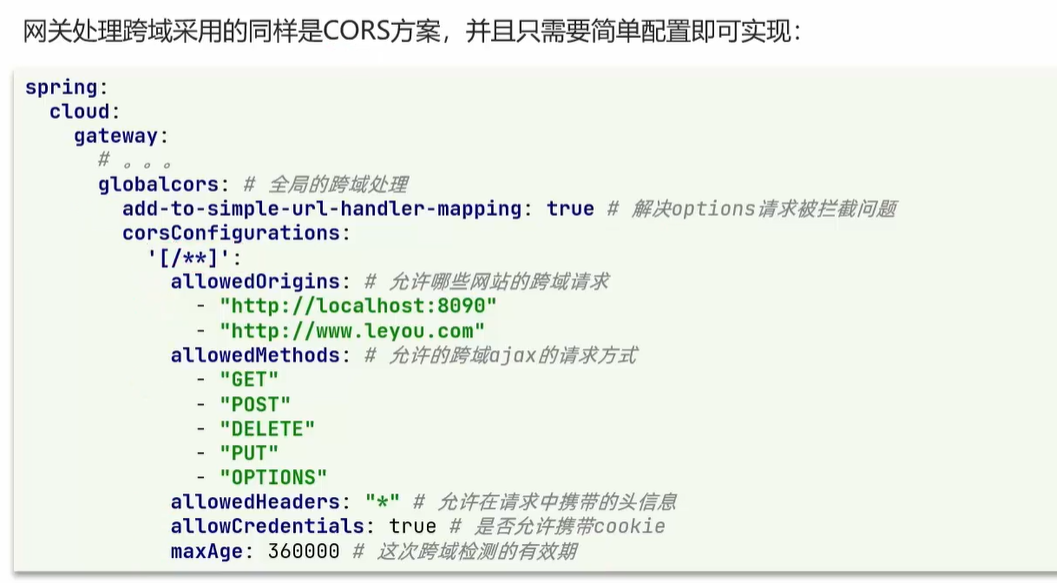 网关处理跨域采用的同样是CORS方案，并且只需要简单配置即可实现：
spring:
  cloud:
    gateway:
      # 。。。
      globalcors: # 全局的跨域处理
        add-to-simple-url-handler-mapping: true # 解决options请求被拦截问题
        corsConfigurations:
          '[/**]':
            allowedOrigins: # 允许哪些网站的跨域请求
              - "http://localhost:8090"
              - "http://www.leyou.com"
            allowedMethods: # 允许的跨域ajax的请求方式
              - "GET"
              - "POST"
              - "DELETE"
              - "PUT"
              - "OPTIONS"
            allowedHeaders: "*" # 允许在请求中携带的头信息
            allowCredentials: true # 是否允许携带cookie
            maxAge: 360000 # 这次跨域检测的有效期